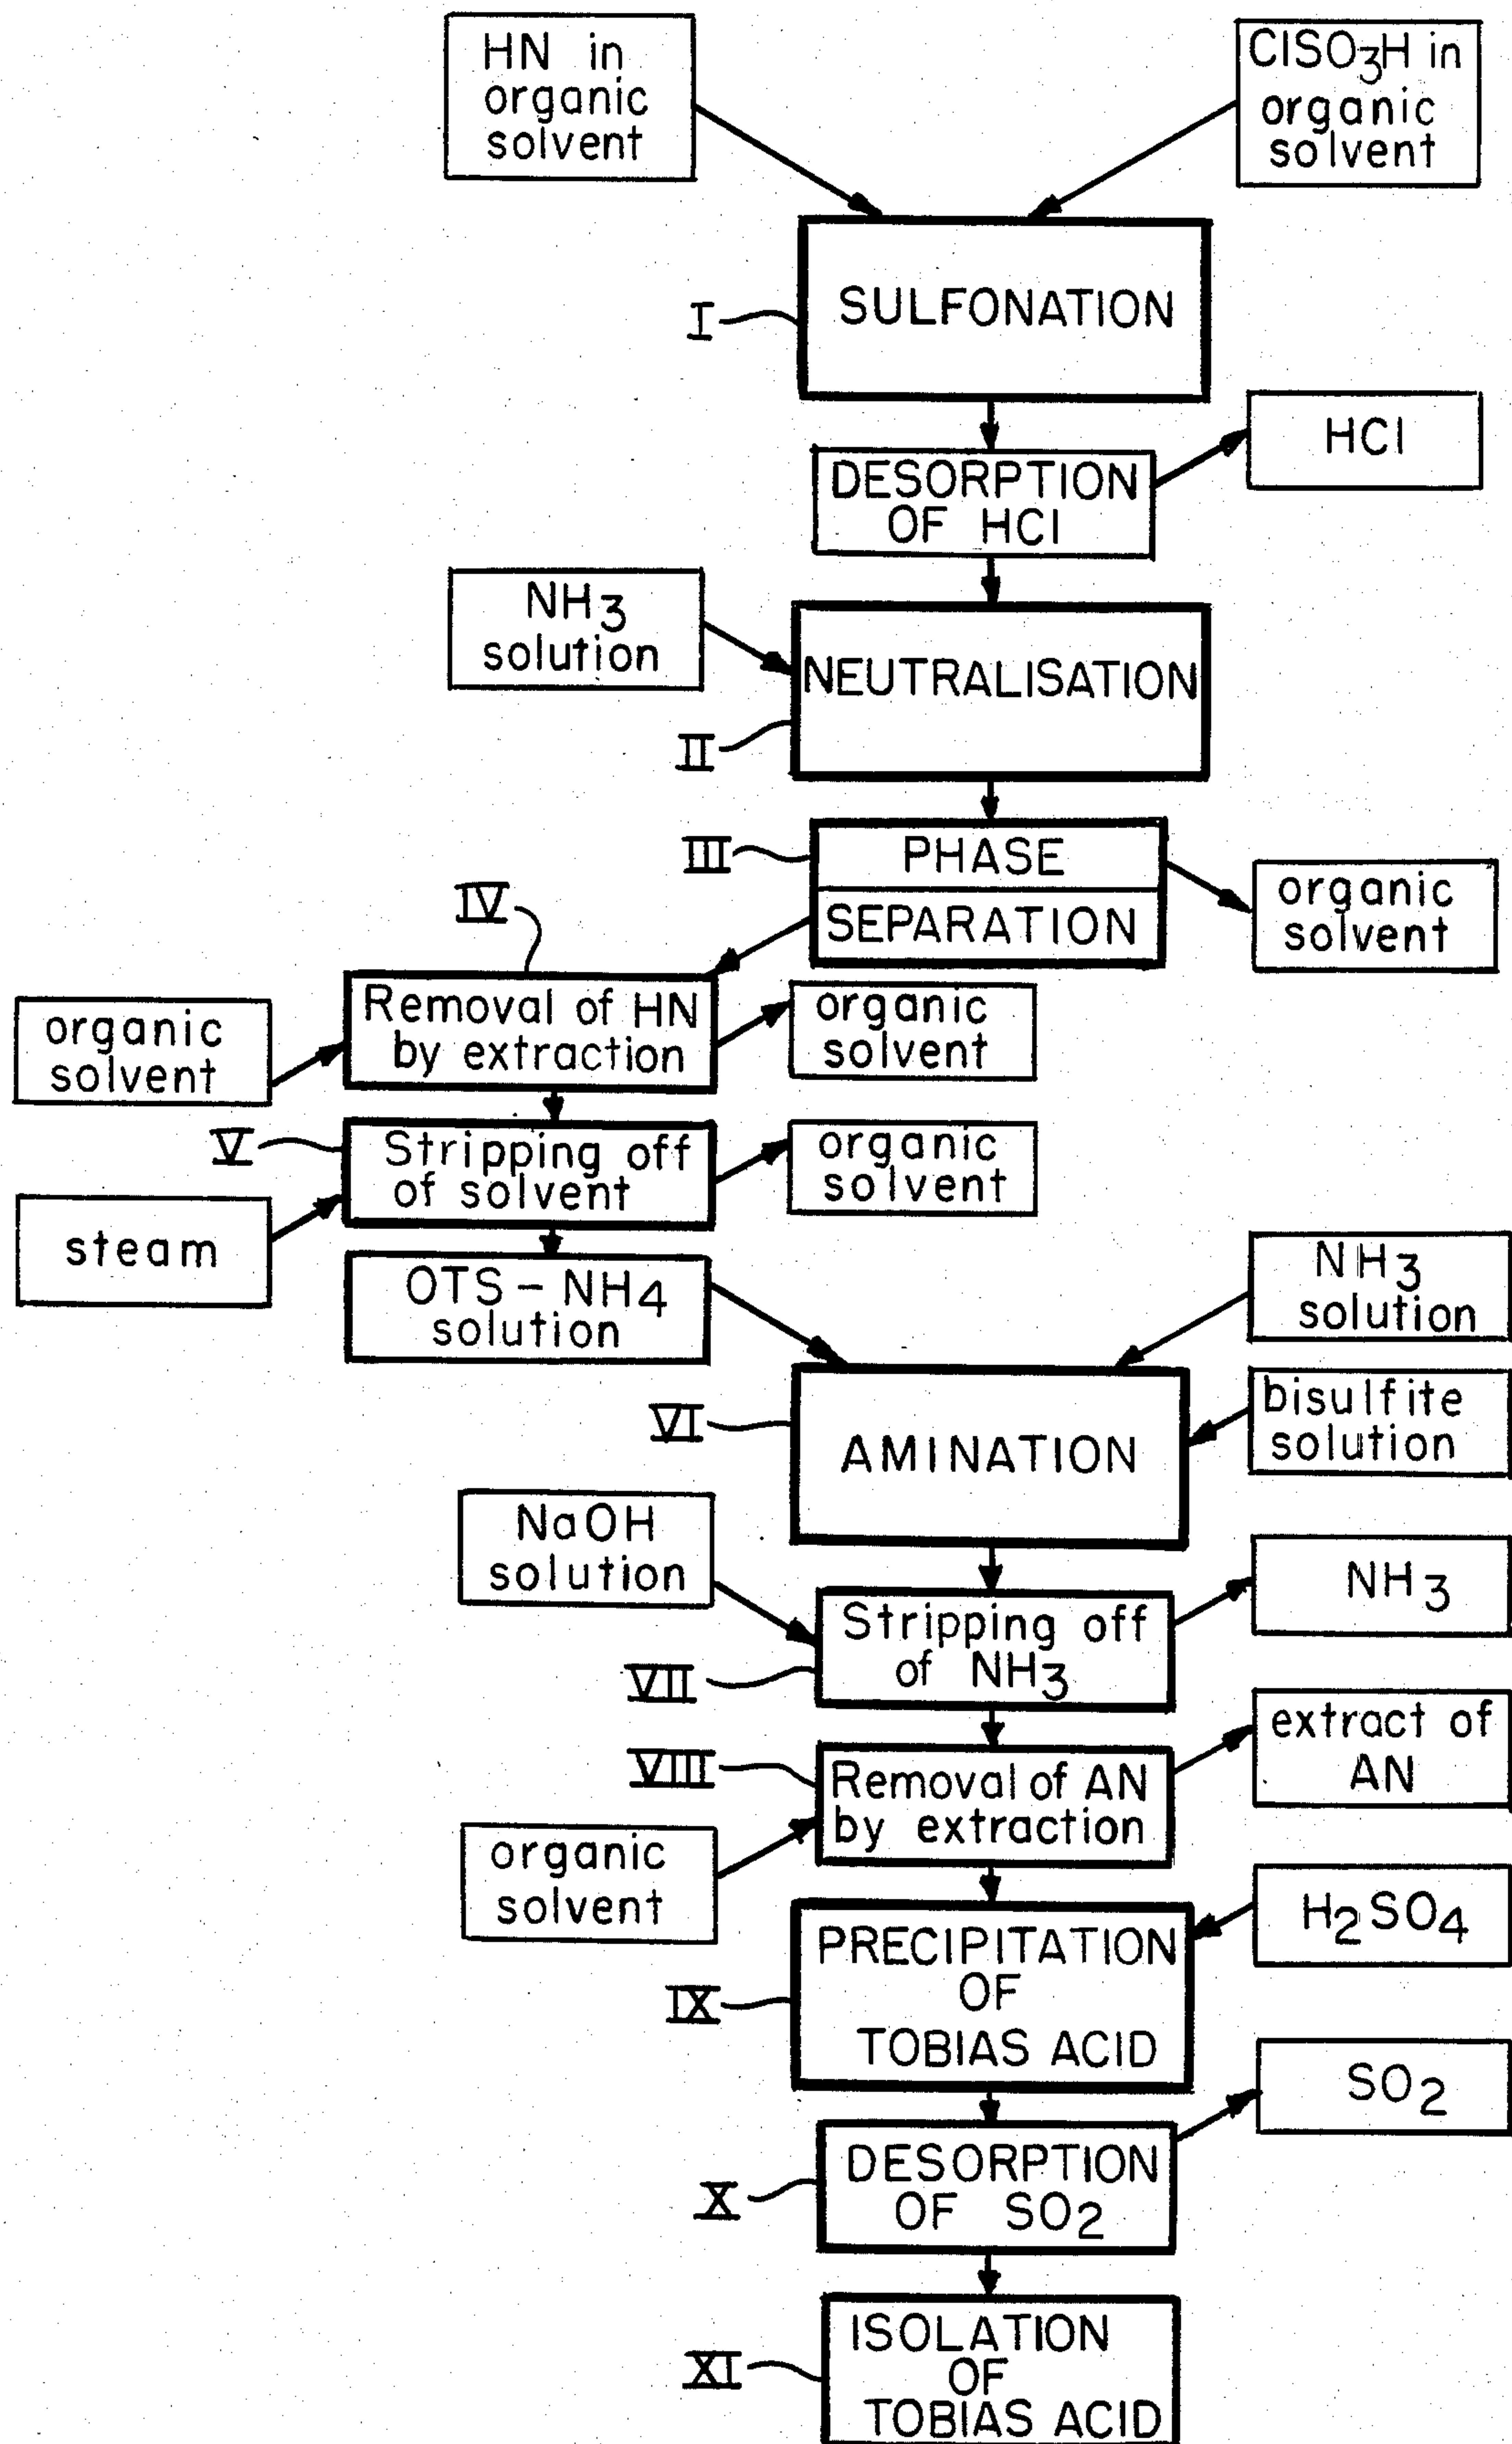 HN in
organic
solvent
ClSO3H in
organic
solvent
SULFONATION
I
DESORPTION
OF HCl
HCl
NH3
solution
NEUTRALISATION
II
III
PHASE
SEPARATION
organic
solvent
IV
Removal of HN
by extraction
organic
solvent
organic
solvent
V
Stripping off
of solvent
organic
solvent
steam
OTS-NH4
solution
NH3
solution
VI
AMINATION
bisulfite
solution
NaOH
solution
Stripping off
of NH3
NH3
VII
VIII
Removal of AN
by extraction
extract of
AN
organic
solvent
PRECIPITATION
OF
TOBIAS ACID
H2SO4
IX
DESORPTION
OF SO2
SO2
X
ISOLATION
OF
TOBIAS ACID
XI